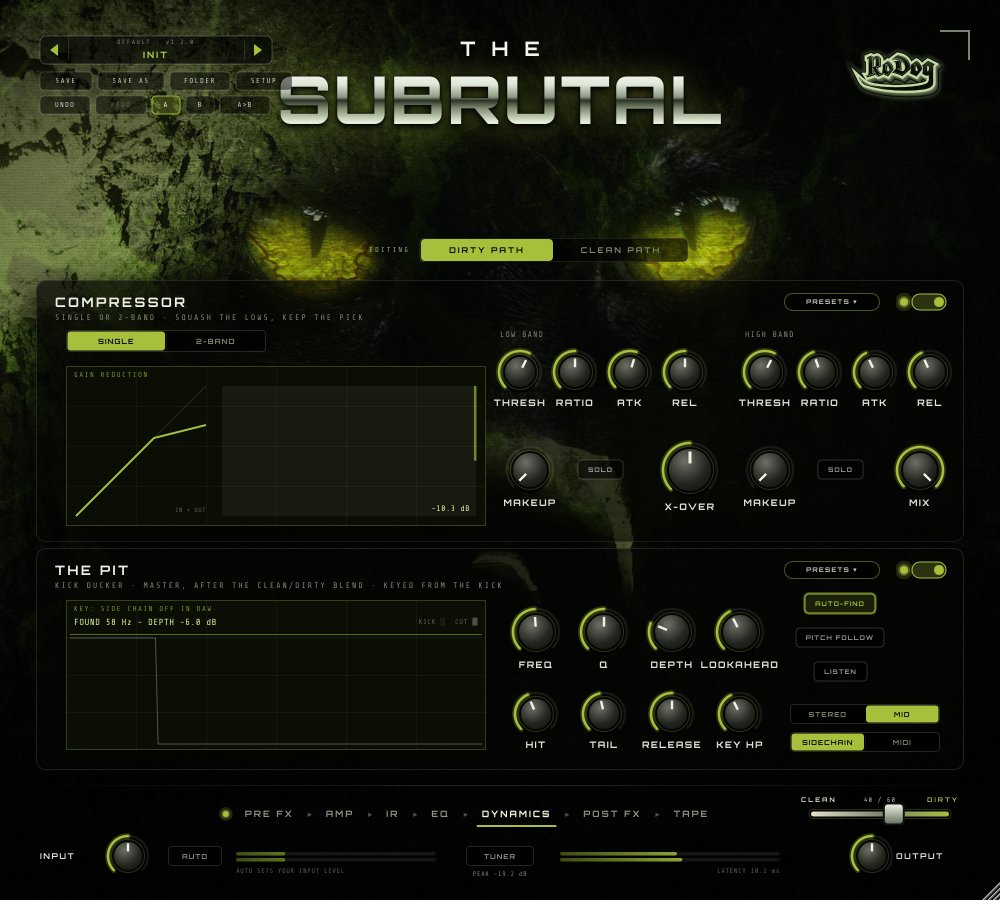 THE
SUBRUTAL
RoDog
DEFAULT · v1.2.0
INIT
SAVE SAVE AS FOLDER SETUP
UNDO REDO A B A>B
EDITING DIRTY PATH CLEAN PATH
COMPRESSOR
SINGLE OR 2-BAND · SQUASH THE LOWS, KEEP THE PICK
PRESETS ▾
SINGLE 2-BAND
GAIN REDUCTION
IN > OUT
-10.3 dB
LOW BAND HIGH BAND
THRESH RATIO ATK REL THRESH RATIO ATK REL
SOLO SOLO
MAKEUP X-OVER MAKEUP MIX
THE PIT
KICK DUCKER · MASTER, AFTER THE CLEAN/DIRTY BLEND · KEYED FROM THE KICK
PRESETS ▾
KEY: SIDE CHAIN OFF IN DAW
FOUND 58 Hz - DEPTH -6.0 dB
KICK CUT
FREQ Q DEPTH LOOKAHEAD
HIT TAIL RELEASE KEY HP
AUTO-FIND
PITCH FOLLOW
LISTEN
STEREO MID
SIDECHAIN MIDI
PRE FX ▸ AMP ▸ IR ▸ EQ ▸ DYNAMICS ▸ POST FX ▸ TAPE
CLEAN 40 / 60 DIRTY
INPUT AUTO TUNER OUTPUT
AUTO SETS YOUR INPUT LEVEL
PEAK -19.2 dB
LATENCY 10.2 ms